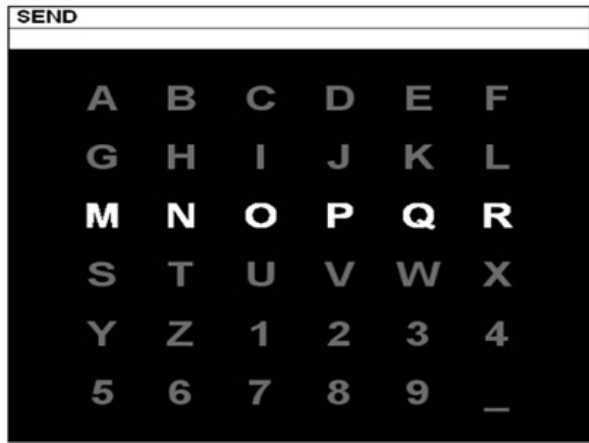 SEND
A B C D E F
G H I J K L
M N O P Q R
S T U V W X
Y Z 1 2 3 4
5 6 7 8 9 _